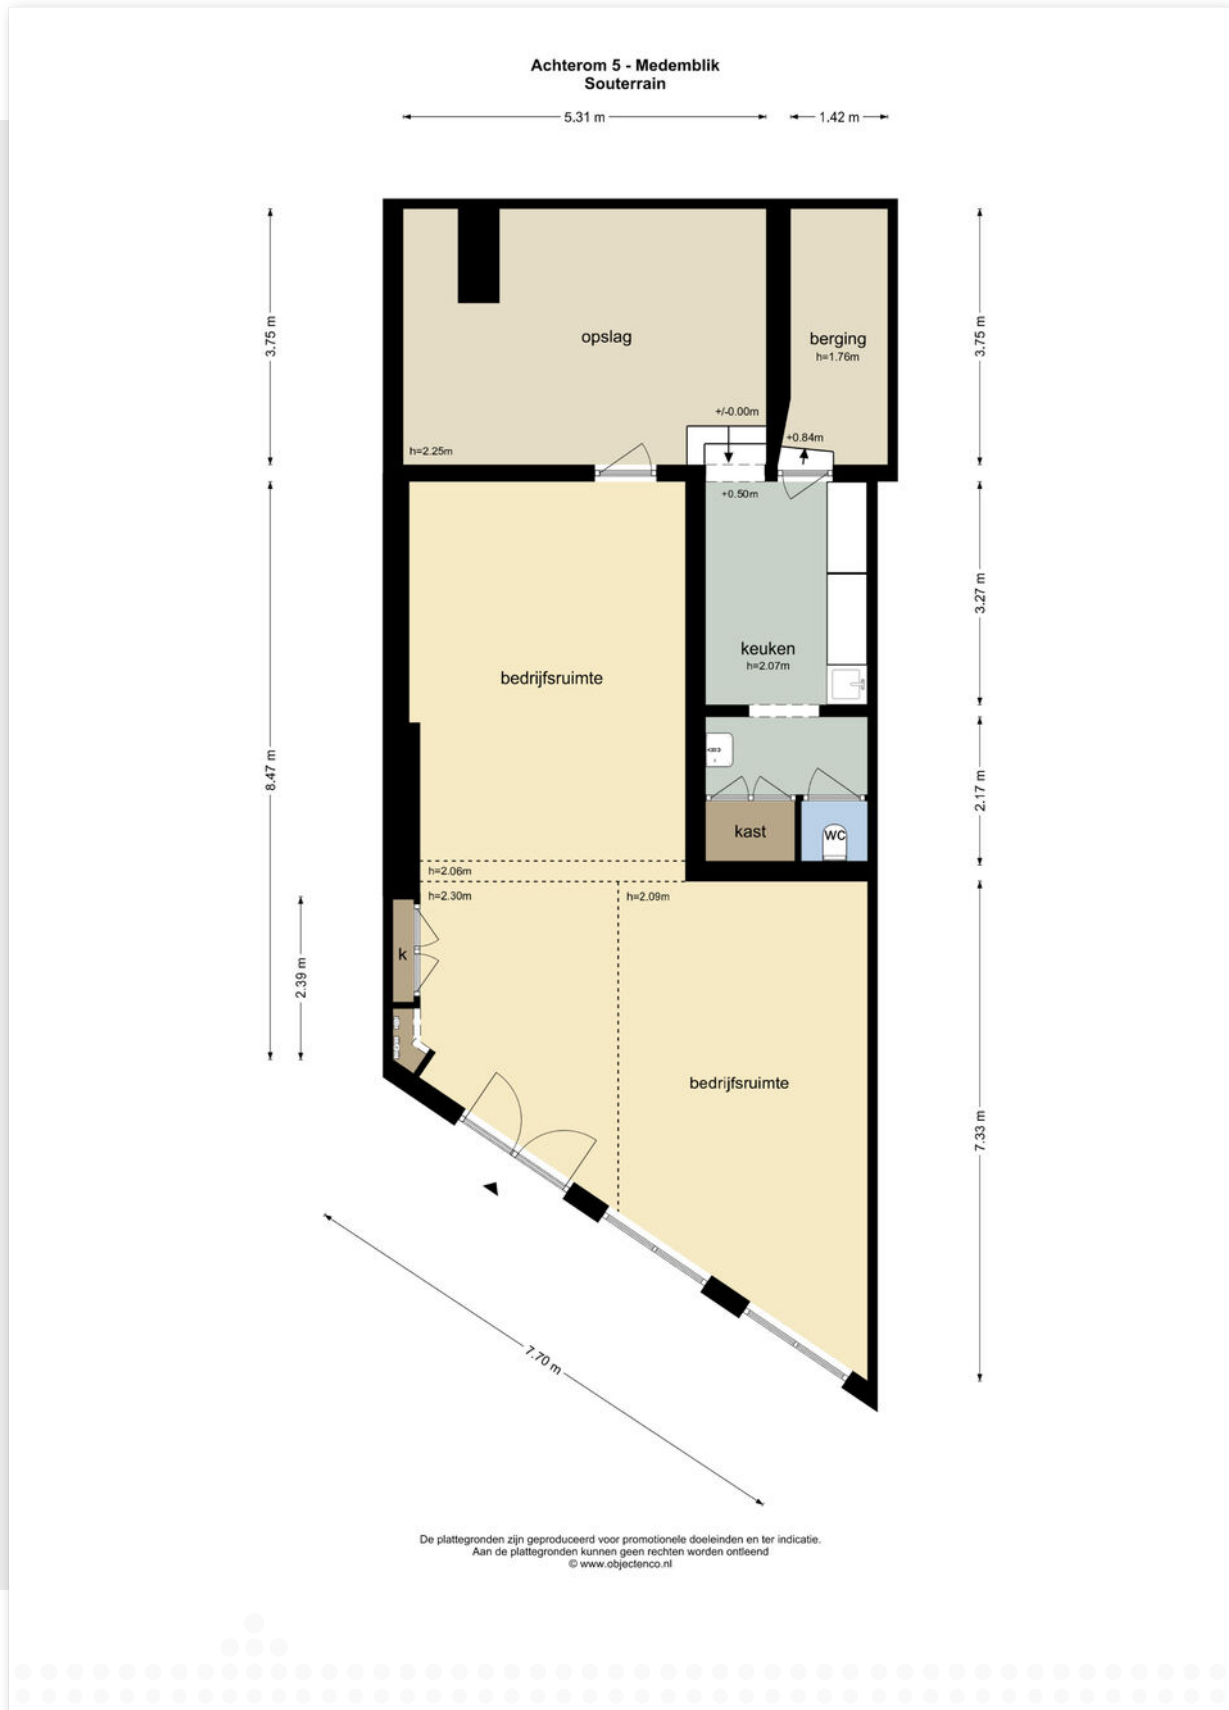 Achterom 5 - Medemblik
Souterrain
5.31 m
1.42 m
3.75 m
3.75 m
opslag
berging
h=1.76m
+/-0.00m
+0.84m
h=2.25m
+0.50m
8.47 m
3.27 m
keuken
h=2.07m
bedrijfsruimte
2.17 m
kast
wc
h=2.06m
h=2.30m
h=2.09m
2.39 m
k
bedrijfsruimte
7.33 m
7.70 m
De plattegronden zijn geproduceerd voor promotionele doeleinden en ter indicatie.
Aan de plattegronden kunnen geen rechten worden ontleend
© www.objectenco.nl